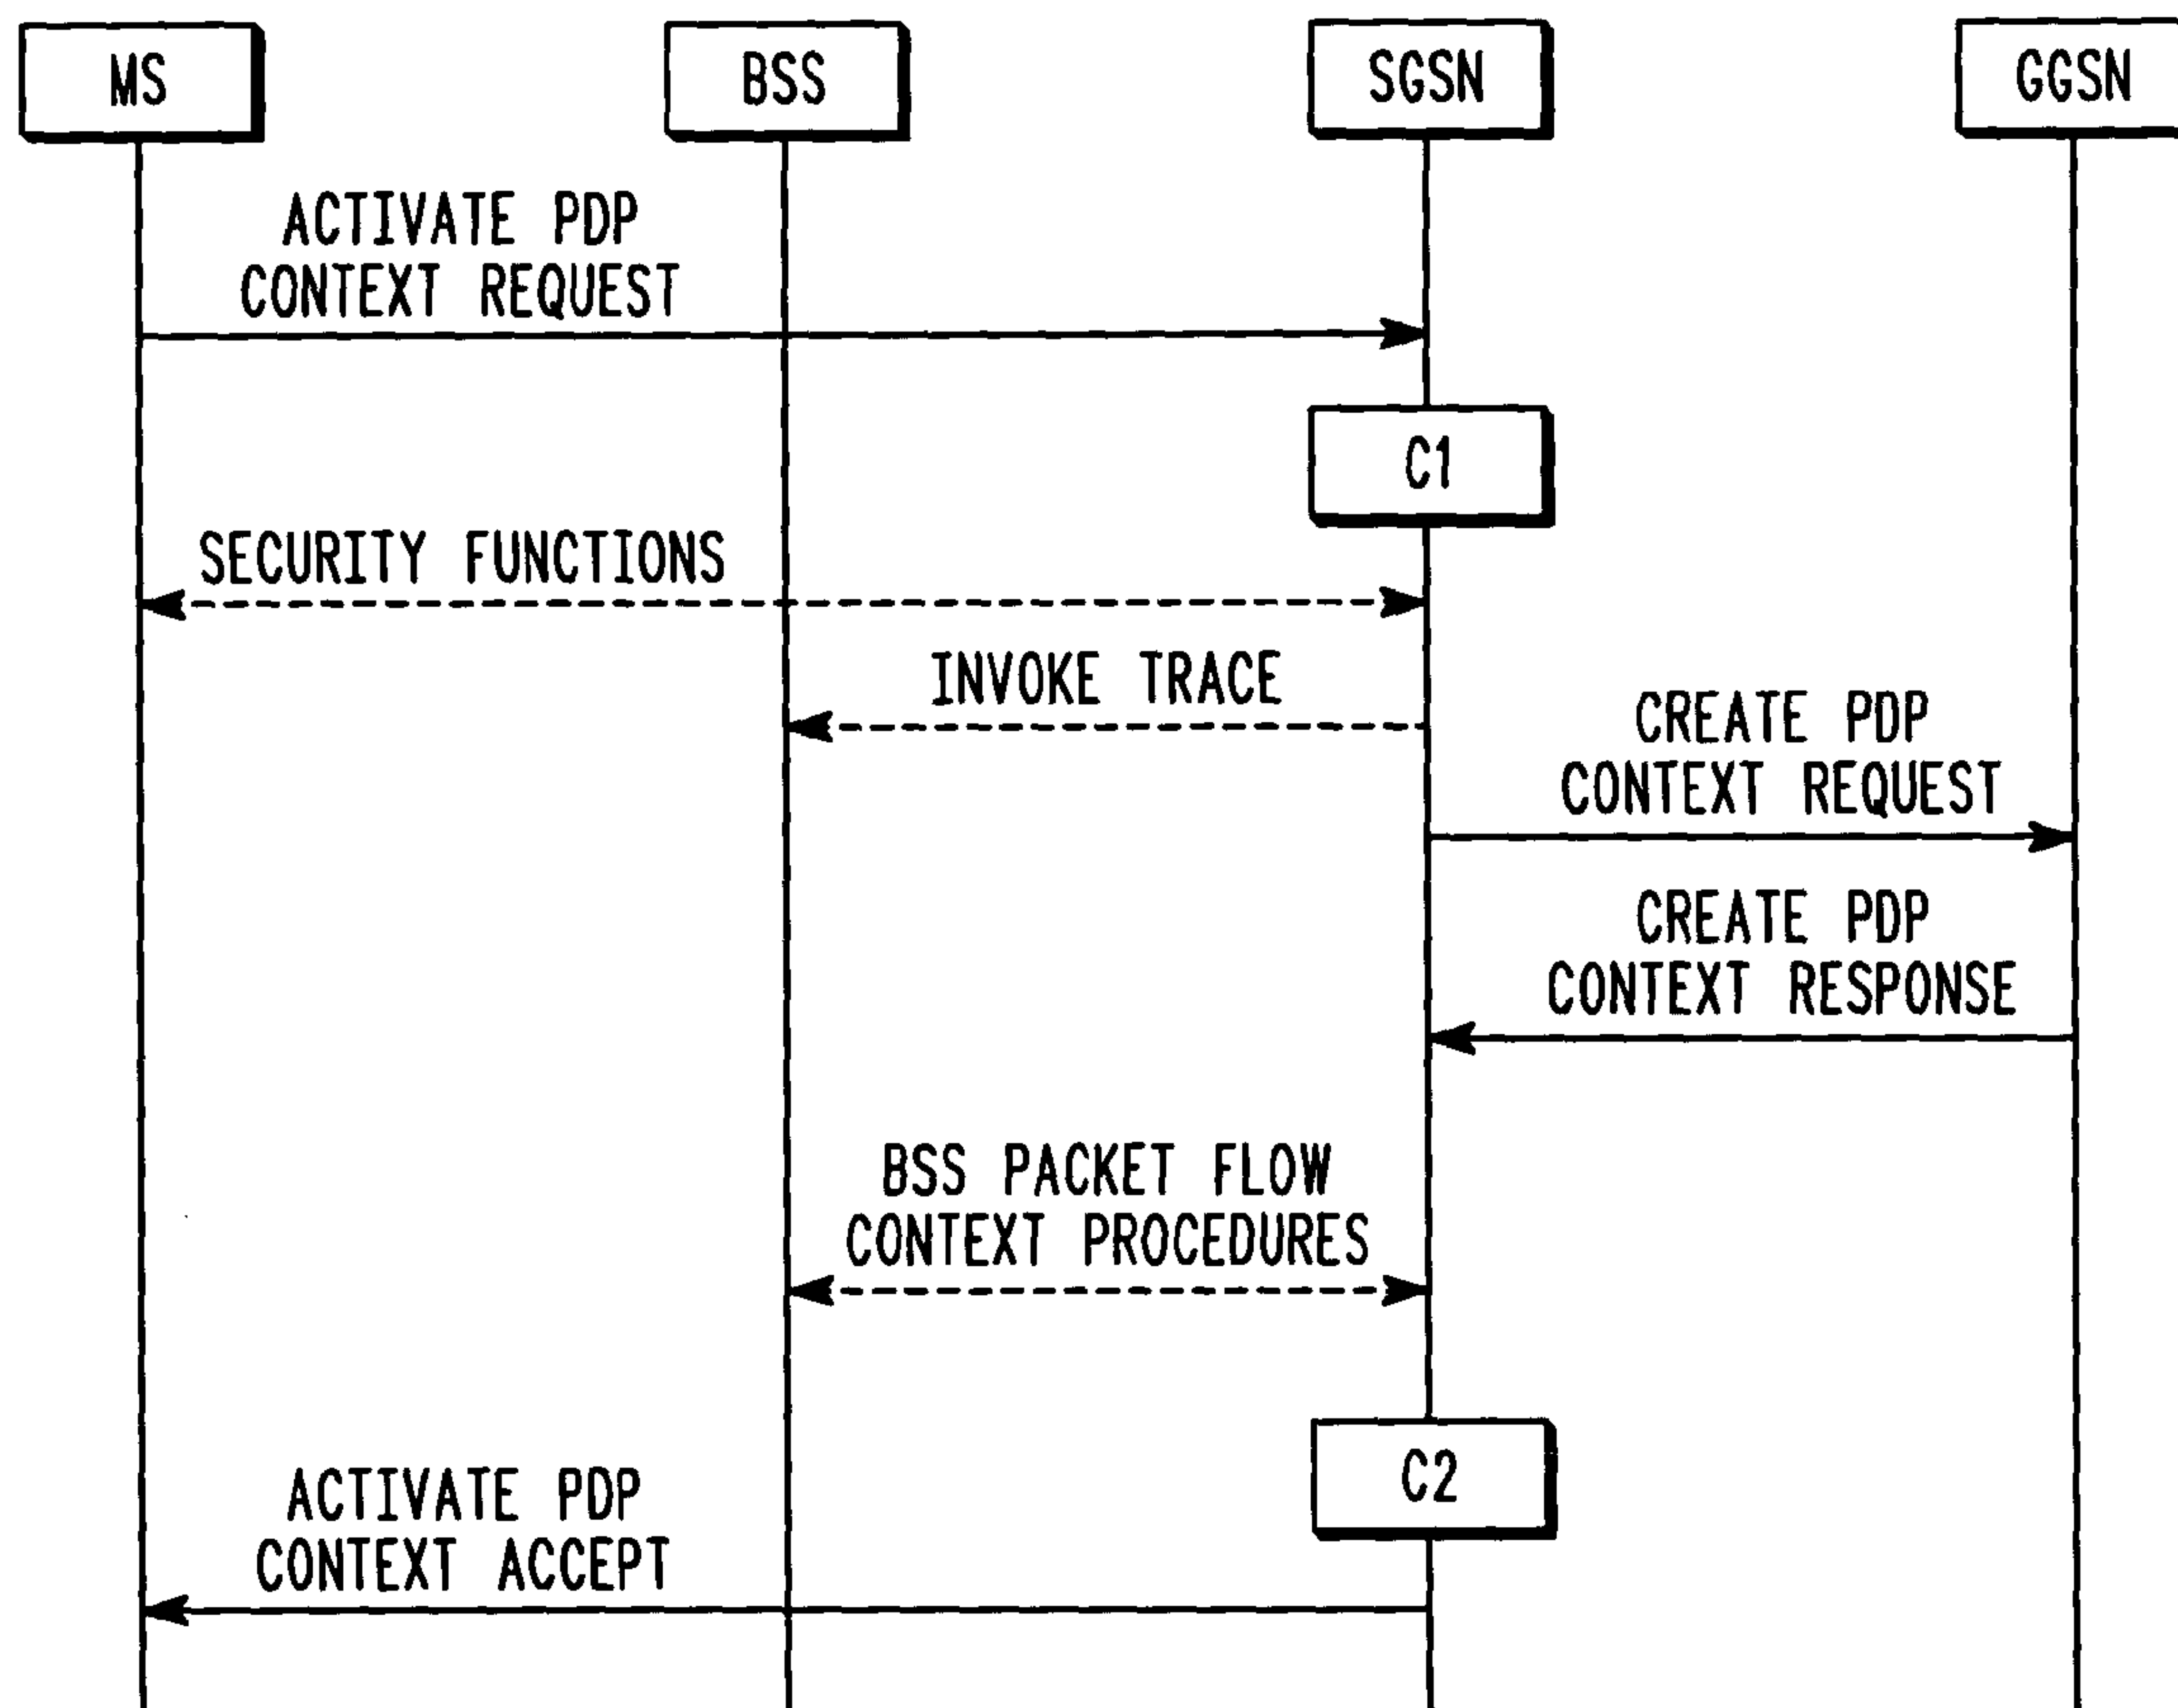 MS
BSS
SGSN
GGSN
ACTIVATE PDP
CONTEXT REQUEST
C1
SECURITY FUNCTIONS
INVOKE TRACE
CREATE PDP
CONTEXT REQUEST
CREATE PDP
CONTEXT RESPONSE
BSS PACKET FLOW
CONTEXT PROCEDURES
C2
ACTIVATE PDP
CONTEXT ACCEPT